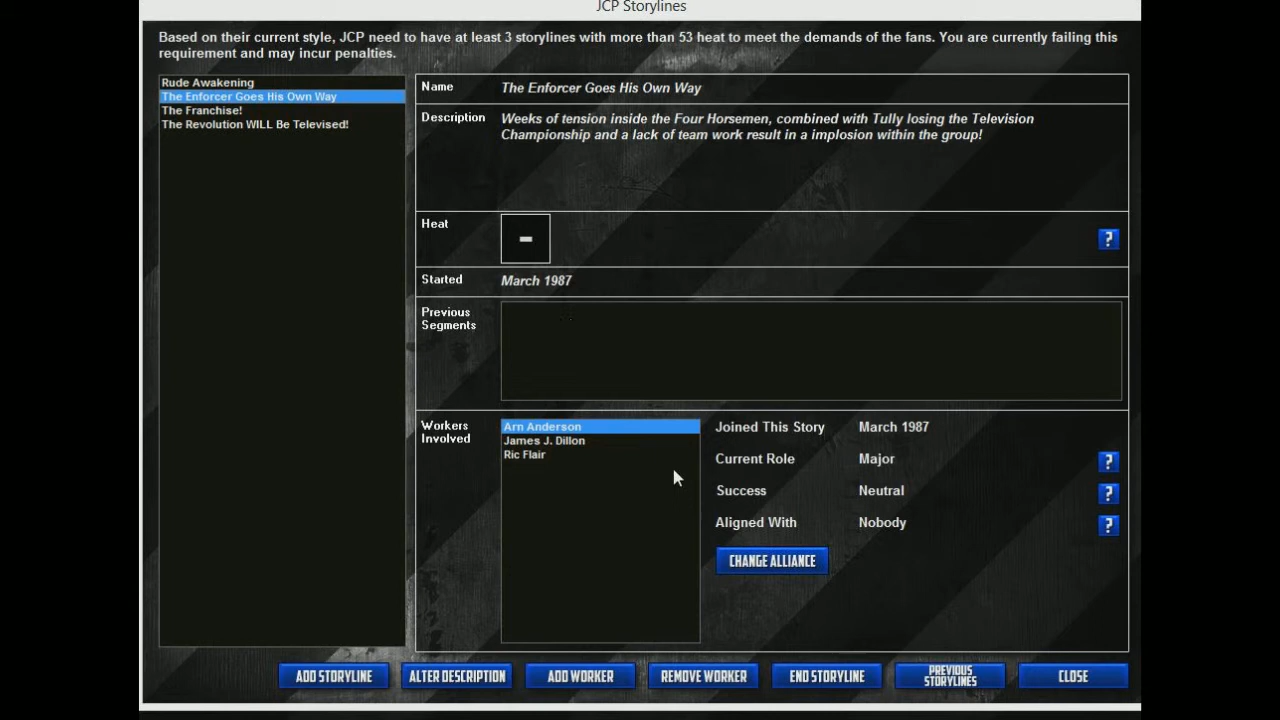 JCP Storylines
Based on their current style, JCP need to have at least 3 storylines with more than 53 heat to meet the demands of the fans. You are currently failing this
requirement and may incur penalties.
Rude Awakening
The Enforcer Goes His Own Way
The Franchise!
The Revolution WILL Be Televised!
Name
The Enforcer Goes His Own Way
Description
Weeks of tension inside the Four Horsemen, combined with Tully losing the Television
Championship and a lack of team work result in a implosion within the group!
Heat
-
?
Started
March 1987
Previous
Segments
Workers
Involved
Arn Anderson
James J. Dillon
Ric Flair
Joined This Story
March 1987
Current Role
Major
?
Success
Neutral
?
Aligned With
Nobody
?
CHANGE ALLIANCE
ADD STORYLINE
ALTER DESCRIPTION
ADD WORKER
REMOVE WORKER
END STORYLINE
PREVIOUS
STORYLINES
CLOSE